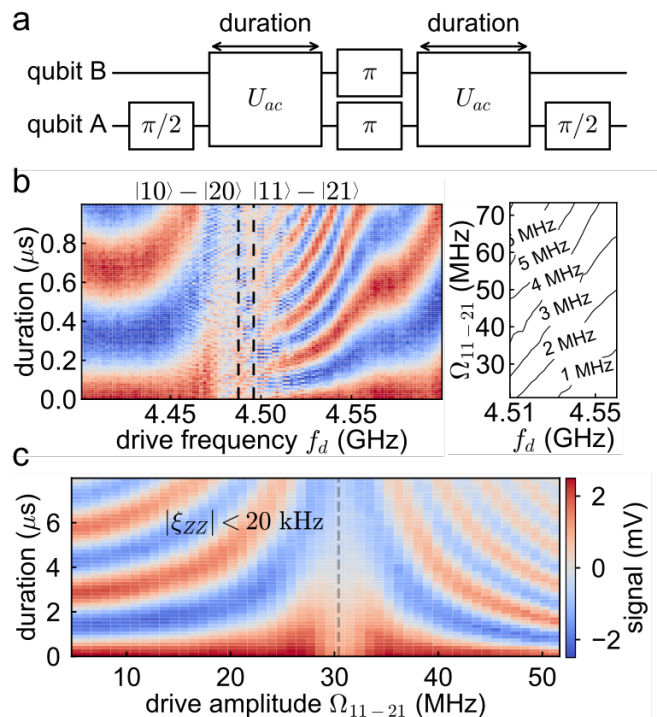 a
duration
duration
qubit B
π
U_ac
U_ac
qubit A
π/2
π
π/2
b
|10⟩ − |20⟩
|11⟩ − |21⟩
1.0
0.8
0.6
0.4
0.2
0.0
duration (μs)
4.45
4.50
4.55
drive frequency f_d (GHz)
70
60
50
40
30
Ω_11−21 (MHz)
5 MHz
4 MHz
3 MHz
2 MHz
1 MHz
4.51
4.55
f_d (GHz)
c
|ξ_ZZ| < 20 kHz
6
4
2
0
duration (μs)
10
20
30
40
50
drive amplitude Ω_11−21 (MHz)
2
0
−2
signal (mV)